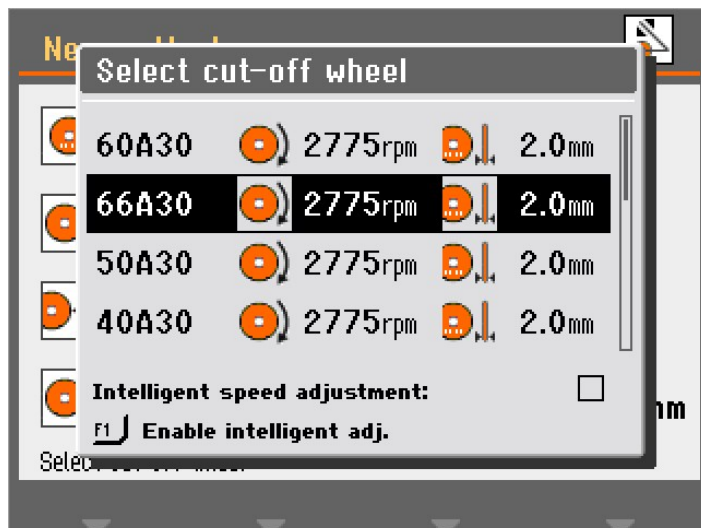 Ne
Select cut-off wheel
60A30 2775rpm 2.0mm
66A30 2775rpm 2.0mm
50A30 2775rpm 2.0mm
40A30 2775rpm 2.0mm
Intelligent speed adjustment:
mm
F1 Enable intelligent adj.